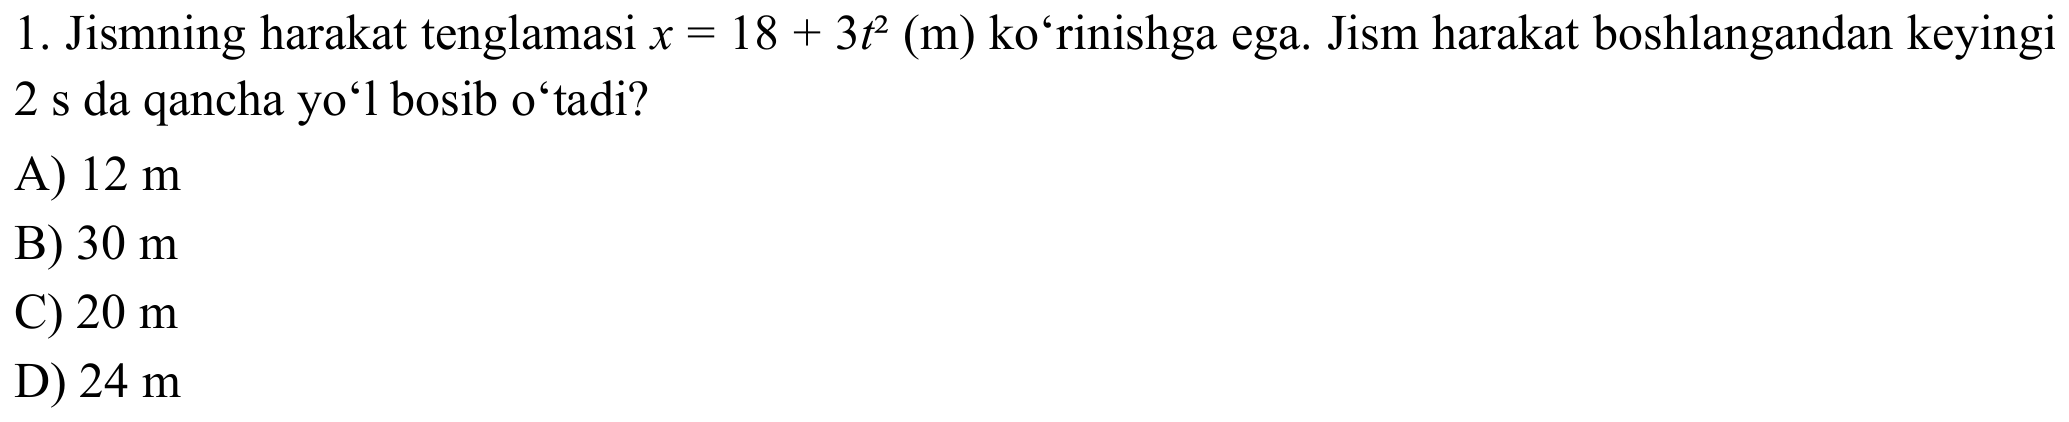 1. Jismning harakat tenglamasi x = 18 + 3t² (m) ko‘rinishga ega. Jism harakat boshlangandan keyingi
2 s da qancha yo‘l bosib o‘tadi?
A) 12 m
B) 30 m
C) 20 m
D) 24 m